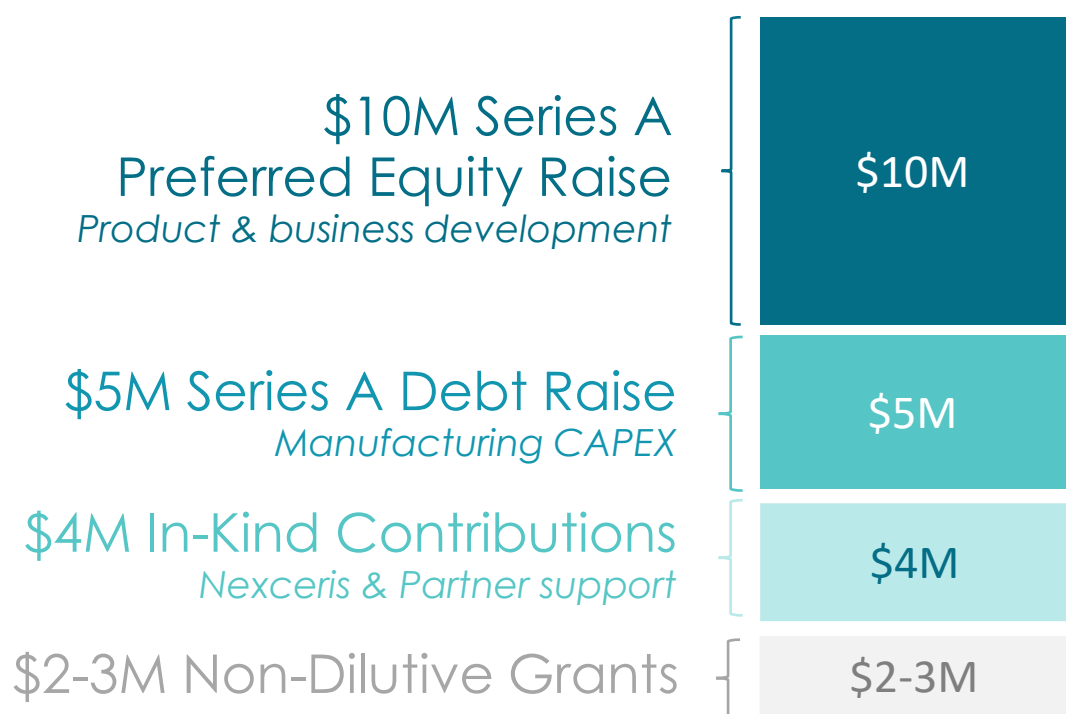 $10M Series A
Preferred Equity Raise
Product & business development
$10M
$5M Series A Debt Raise
Manufacturing CAPEX
$5M
$4M In-Kind Contributions
Nexceris & Partner support
$4M
$2-3M Non-Dilutive Grants
$2-3M